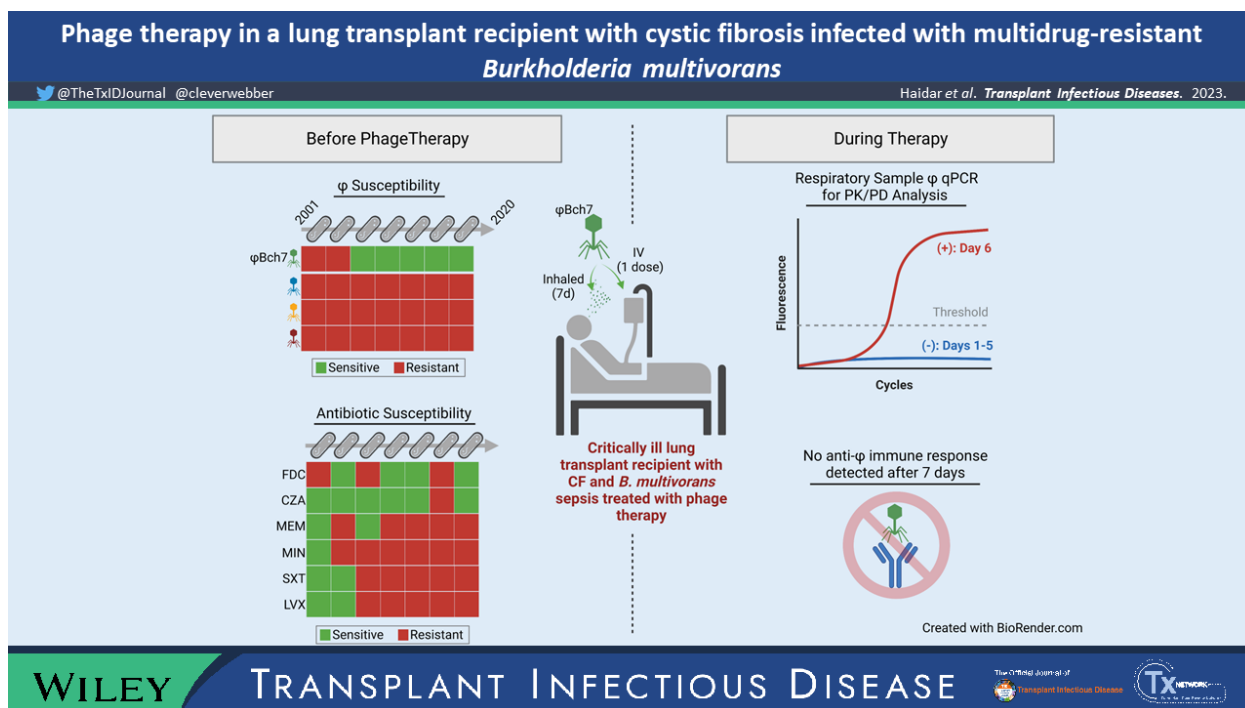 Phage therapy in a lung transplant recipient with cystic fibrosis infected with multidrug-resistant
Burkholderia multivorans
@TheTxIDJournal @cleverwebber
Haidar et al. Transplant Infectious Diseases. 2023.
Before PhageTherapy
φ Susceptibility
2001
2020
φBch7
Sensitive
Resistant
Antibiotic Susceptibility
FDC
CZA
MEM
MIN
SXT
LVX
Sensitive
Resistant
φBch7
IV
(1 dose)
Inhaled
(7d)
Critically ill lung
transplant recipient with
CF and B. multivorans
sepsis treated with phage
therapy
During Therapy
Respiratory Sample φ qPCR
for PK/PD Analysis
Fluorescence
(+): Day 6
Threshold
(-): Days 1-5
Cycles
No anti-φ immune response
detected after 7 days
Created with BioRender.com
WILEY
TRANSPLANT INFECTIOUS DISEASE
The Official Journal of
Transplant Infectious Disease
Tx NETWORK